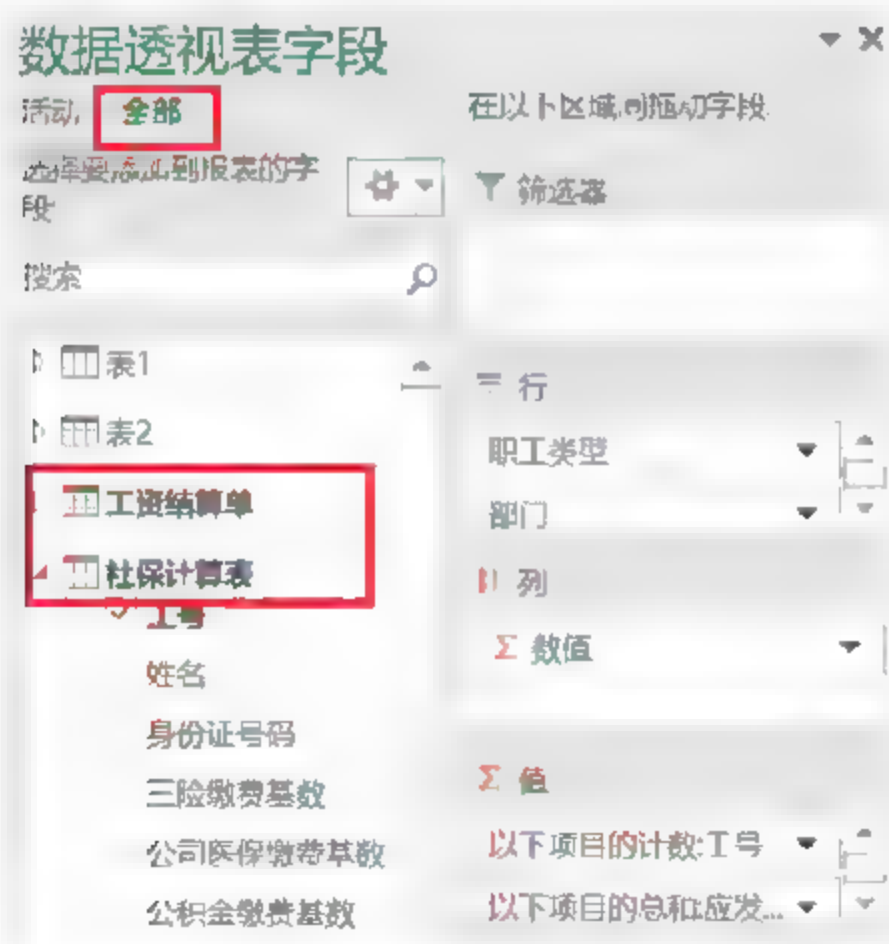 数据透视表字段
活动 全部
选择要添加到报表的字
段:
搜索
表1
表2
工资结算单
社保计算表
工号
姓名
身份证号码
三险缴费基数
公司医保缴费基数
公积金缴费基数
在以下区域间拖动字段
筛选器
行
职工类型
部门
列
Σ 数值
Σ 值
以下项目的计数:工号
以下项目的总和:应发...